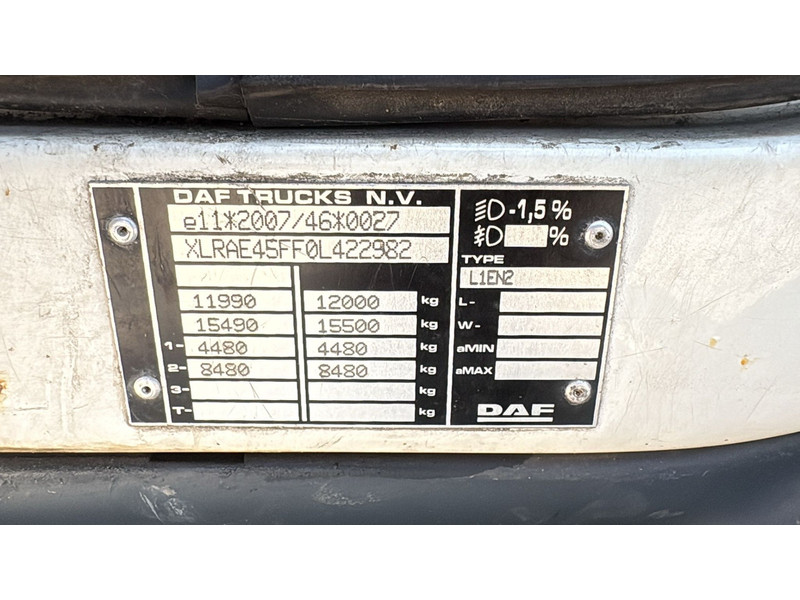 DAF TRUCKS N.V.
e11*2007/46*0027
XLRAE45FF0L422982
11990 12000 kg
15490 15500 kg
1- 4480 4480 kg
2- 8480 8480 kg
3- kg
T- kg
-1,5 %
%
TYPE
L1EN2
L-
W-
aMIN
aMAX
DAF